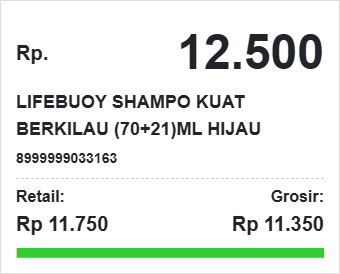 Rp. 12.500
LIFEBUOY SHAMPO KUAT
BERKILAU (70+21)ML HIJAU
8999999033163
Retail: Grosir:
Rp 11.750 Rp 11.350